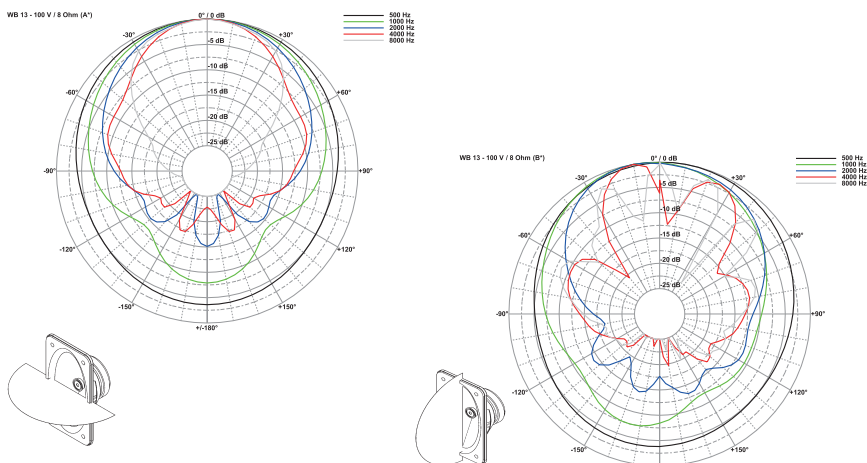 WB 13 - 100 V / 8 Ohm (A*)
0° / 0 dB
500 Hz
1000 Hz
2000 Hz
4000 Hz
8000 Hz
-30°
+30°
-5 dB
-10 dB
-60°
+60°
-15 dB
-20 dB
-25 dB
-90°
+90°
-120°
+120°
-150°
+150°
+/-180°
WB 13 - 100 V / 8 Ohm (B*)
0° / 0 dB
500 Hz
1000 Hz
2000 Hz
4000 Hz
8000 Hz
-30°
+30°
-5 dB
-10 dB
-60°
+60°
-15 dB
-20 dB
-25 dB
-90°
+90°
-120°
+120°
-150°
+150°